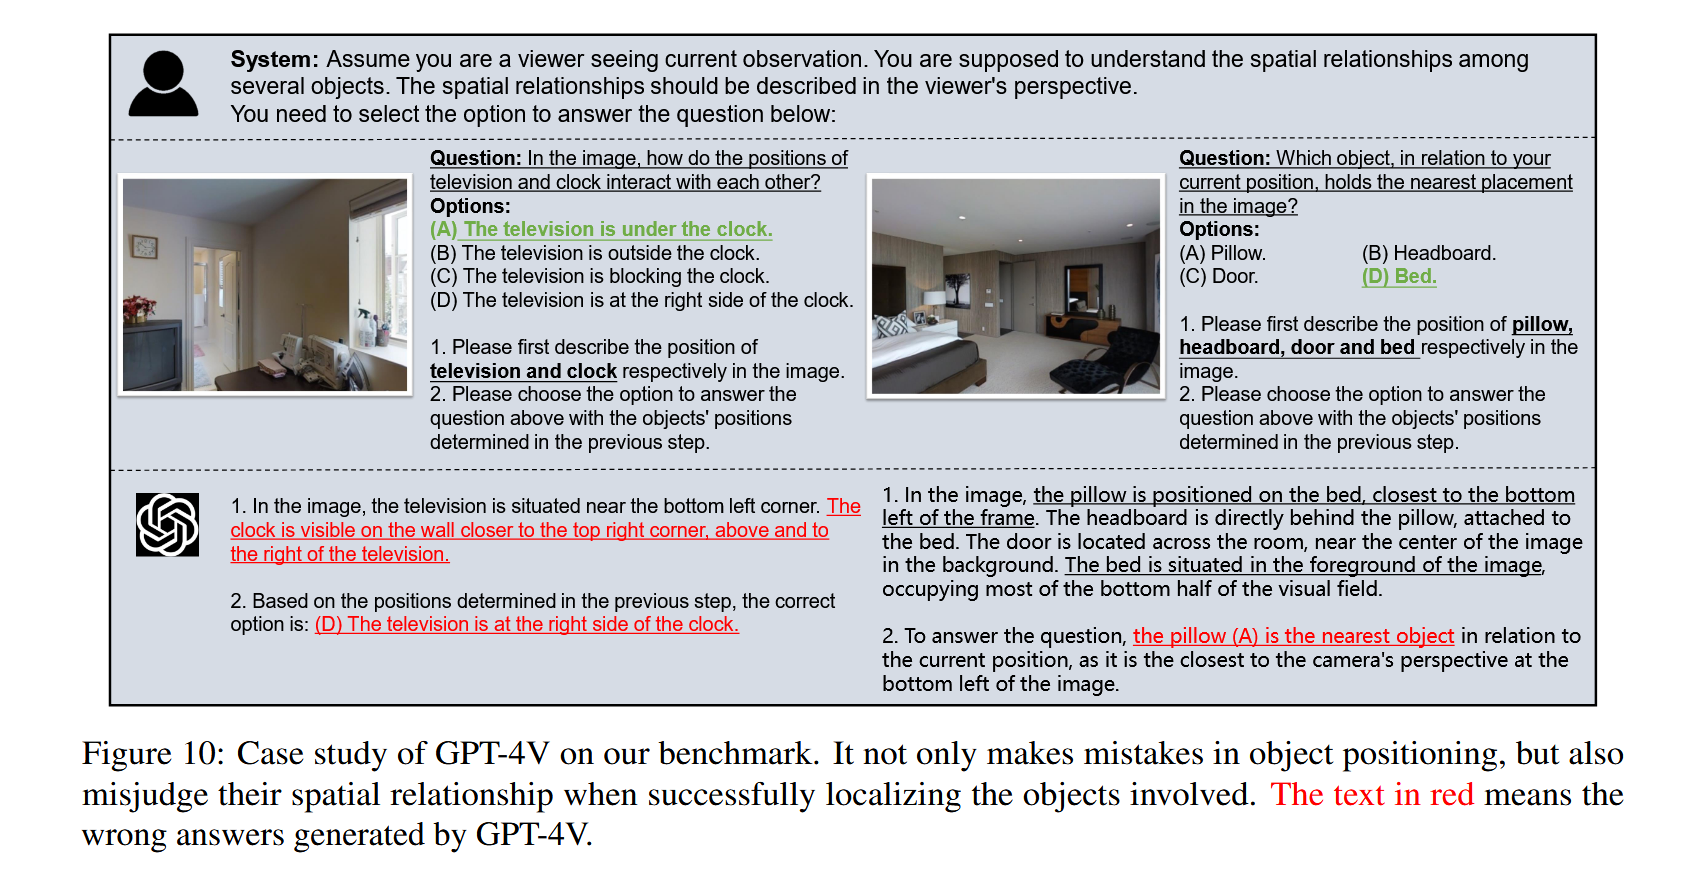 System: Assume you are a viewer seeing current observation. You are supposed to understand the spatial relationships among
several objects. The spatial relationships should be described in the viewer's perspective.
You need to select the option to answer the question below:
Question: In the image, how do the positions of
television and clock interact with each other?
Options:
(A) The television is under the clock.
(B) The television is outside the clock.
(C) The television is blocking the clock.
(D) The television is at the right side of the clock.
1. Please first describe the position of
television and clock respectively in the image.
2. Please choose the option to answer the
question above with the objects' positions
determined in the previous step.
Question: Which object, in relation to your
current position, holds the nearest placement
in the image?
Options:
(A) Pillow. (B) Headboard.
(C) Door. (D) Bed.
1. Please first describe the position of pillow,
headboard, door and bed respectively in the
image.
2. Please choose the option to answer the
question above with the objects' positions
determined in the previous step.
1. In the image, the television is situated near the bottom left corner. The
clock is visible on the wall closer to the top right corner, above and to
the right of the television.
2. Based on the positions determined in the previous step, the correct
option is: (D) The television is at the right side of the clock.
1. In the image, the pillow is positioned on the bed, closest to the bottom
left of the frame. The headboard is directly behind the pillow, attached to
the bed. The door is located across the room, near the center of the image
in the background. The bed is situated in the foreground of the image,
occupying most of the bottom half of the visual field.
2. To answer the question, the pillow (A) is the nearest object in relation to
the current position, as it is the closest to the camera's perspective at the
bottom left of the image.
Figure 10: Case study of GPT-4V on our benchmark. It not only makes mistakes in object positioning, but also
misjudge their spatial relationship when successfully localizing the objects involved. The text in red means the
wrong answers generated by GPT-4V.